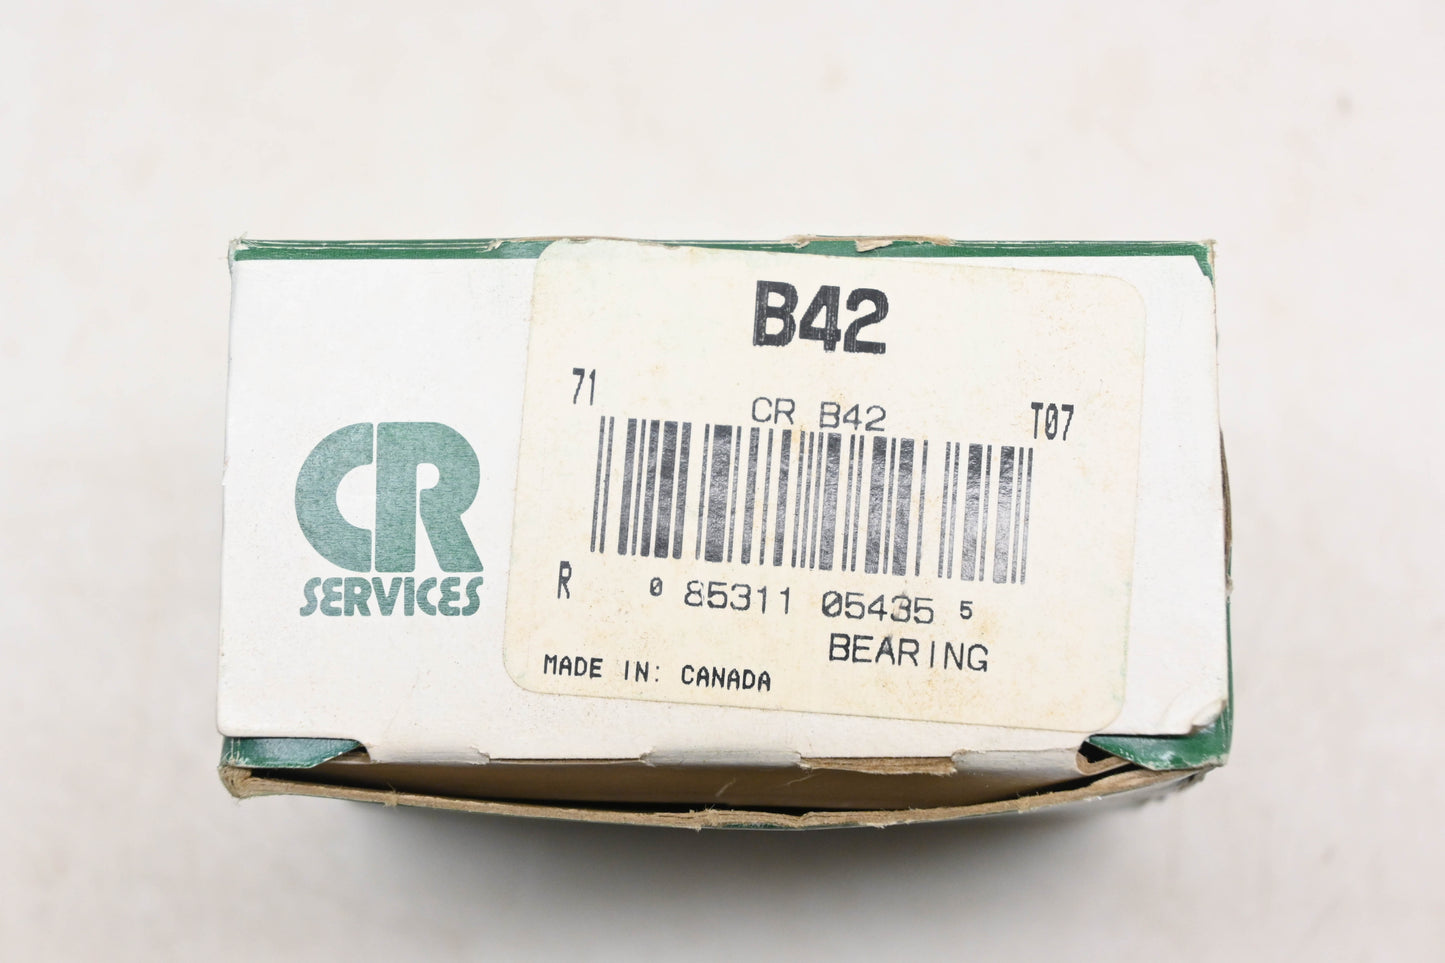 CR
SERVICES
B42
71
CR B42
T07
R
0 85311 05435 5
BEARING
MADE IN: CANADA